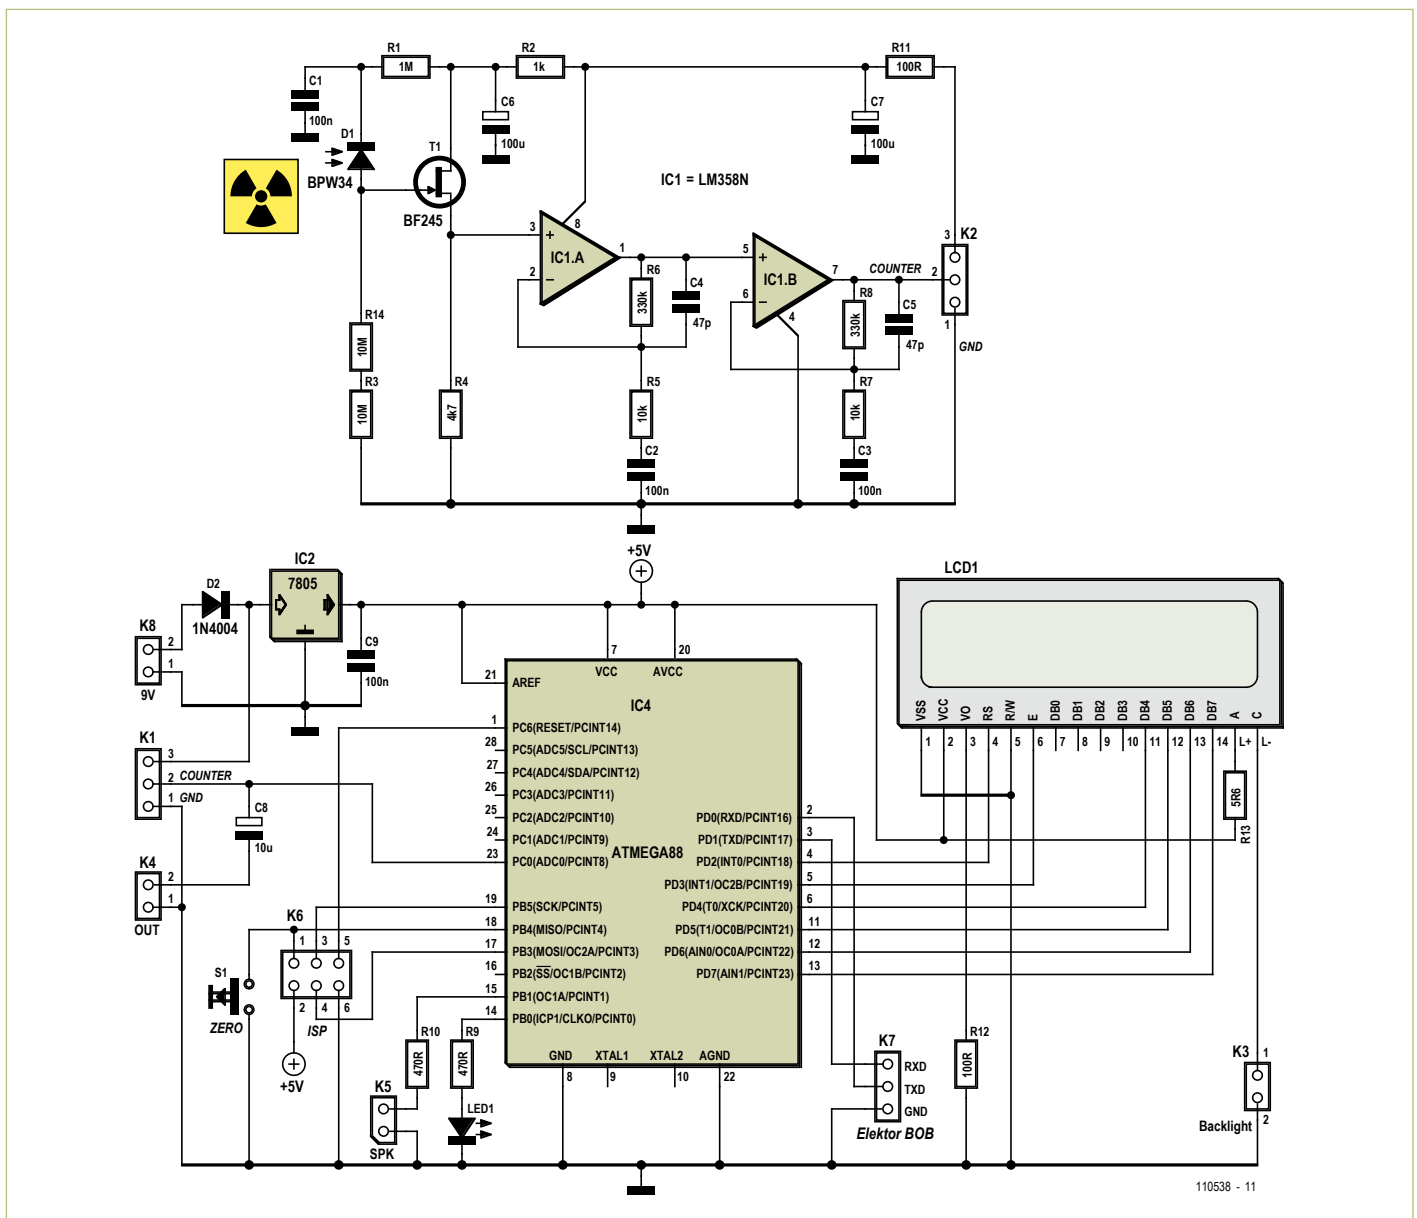 R1
1M
R2
1k
R11
100R
C1
100n
C6
100u
C7
100u
D1
BPW34
T1
BF245
IC1 = LM358N
3
+
8
IC1.A
1
2
–
R6
330k
C4
47p
5
+
IC1.B
7
6
–
4
COUNTER
R8
330k
C5
47p
3
K2
2
1
GND
R14
10M
R3
10M
R4
4k7
R5
10k
R7
10k
C2
100n
C3
100n
+5V
IC2
7805
D2
1N4004
K8
2
1
9V
C9
100n
K1
3
2
COUNTER
1
GND
C8
10u
K4
2
1
OUT
K6
1
3
5
2
4
6
ISP
+5V
S1
ZERO
R10
470R
R9
470R
K5
SPK
LED1
7
VCC
20
AVCC
21
AREF
IC4
1
PC6(RESET/PCINT14)
28
PC5(ADC5/SCL/PCINT13)
27
PC4(ADC4/SDA/PCINT12)
26
PC3(ADC3/PCINT11)
25
PC2(ADC2/PCINT10)
24
PC1(ADC1/PCINT9)
23
PC0(ADC0/PCINT8)
ATMEGA88
19
PB5(SCK/PCINT5)
18
PB4(MISO/PCINT4)
17
PB3(MOSI/OC2A/PCINT3)
16
PB2(SS/OC1B/PCINT2)
15
PB1(OC1A/PCINT1)
14
PB0(ICP1/CLKO/PCINT0)
PD0(RXD/PCINT16)
2
PD1(TXD/PCINT17)
3
PD2(INT0/PCINT18)
4
PD3(INT1/OC2B/PCINT19)
5
PD4(T0/XCK/PCINT20)
6
PD5(T1/OC0B/PCINT21)
11
PD6(AIN0/OC0A/PCINT22)
12
PD7(AIN1/PCINT23)
13
GND
XTAL1
XTAL2
AGND
8
9
10
22
LCD1
VSS
VCC
VO
RS
R/W
E
DB0
DB1
DB2
DB3
DB4
DB5
DB6
DB7
A
C
1
2
3
4
5
6
7
8
9
10
11
12
13
14
L+
L-
5R6
R13
R12
100R
K7
RXD
TXD
GND
Elektor BOB
K3
1
2
Backlight
110538 - 11